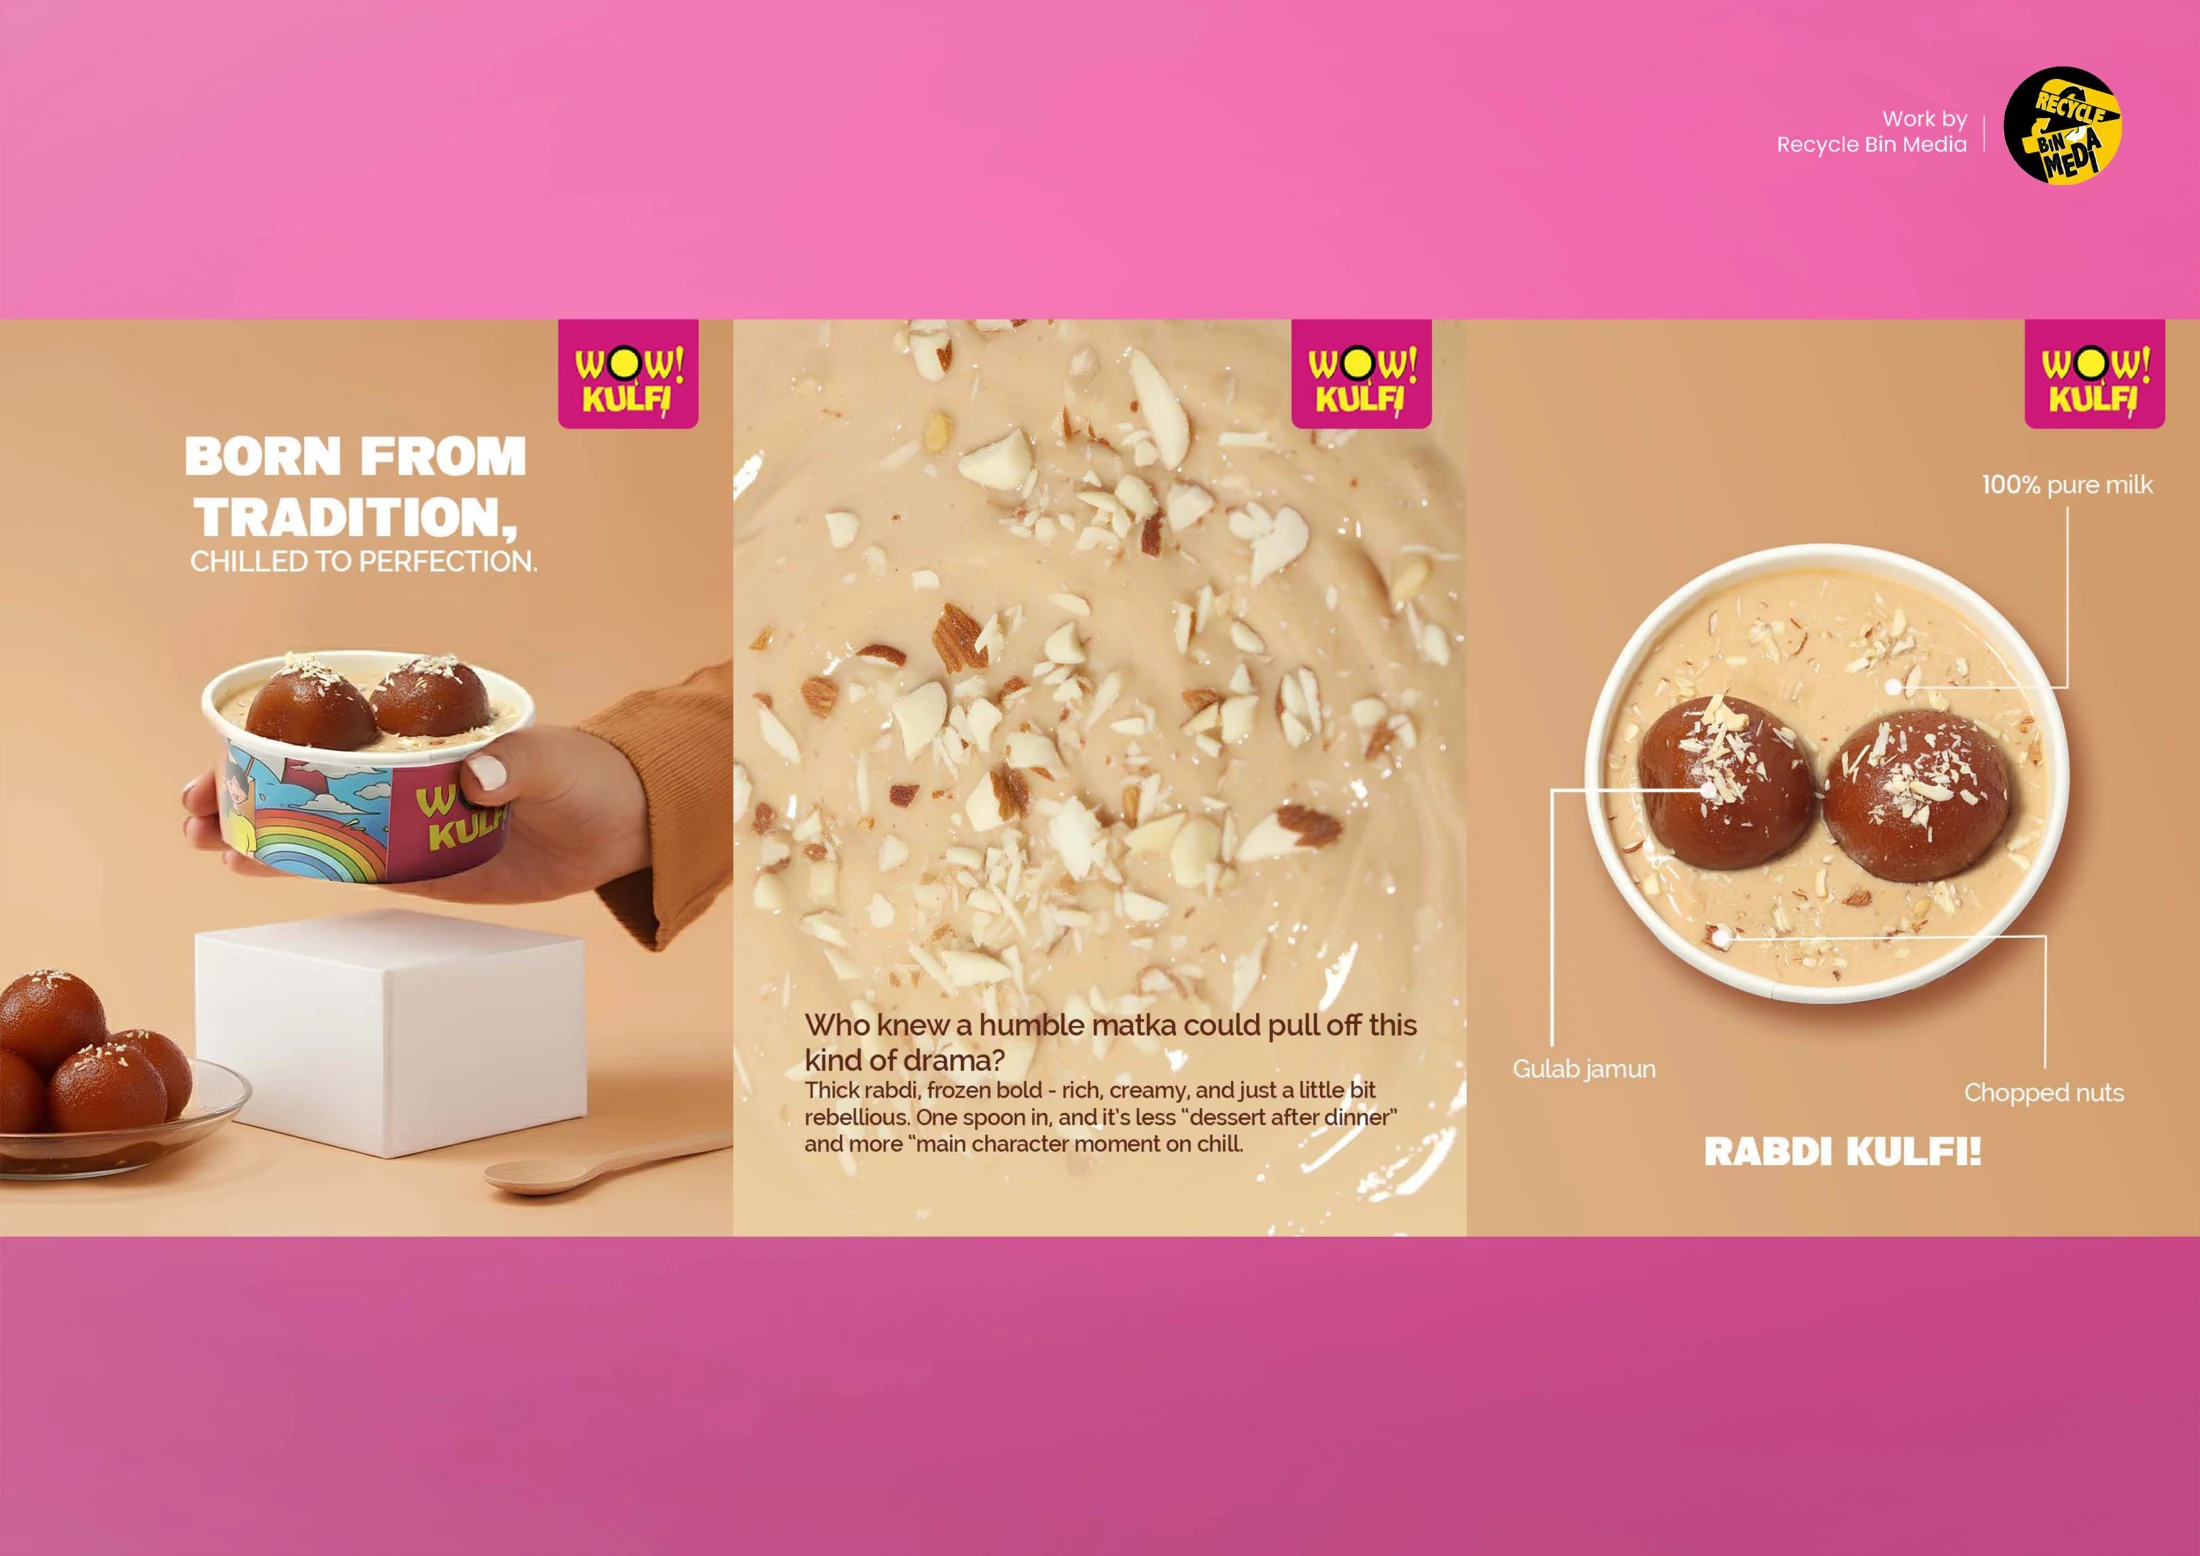 Work by
Recycle Bin Media
RECYCLE
BIN
MEDIA
WOW!
KULFI
BORN FROM
TRADITION,
CHILLED TO PERFECTION.
W
KULF
WOW!
KULFI
Who knew a humble matka could pull off this
kind of drama?
Thick rabdi, frozen bold - rich, creamy, and just a little bit
rebellious. One spoon in, and it's less “dessert after dinner”
and more “main character moment on chill.
WOW!
KULFI
100% pure milk
Gulab jamun
Chopped nuts
RABDI KULFI!